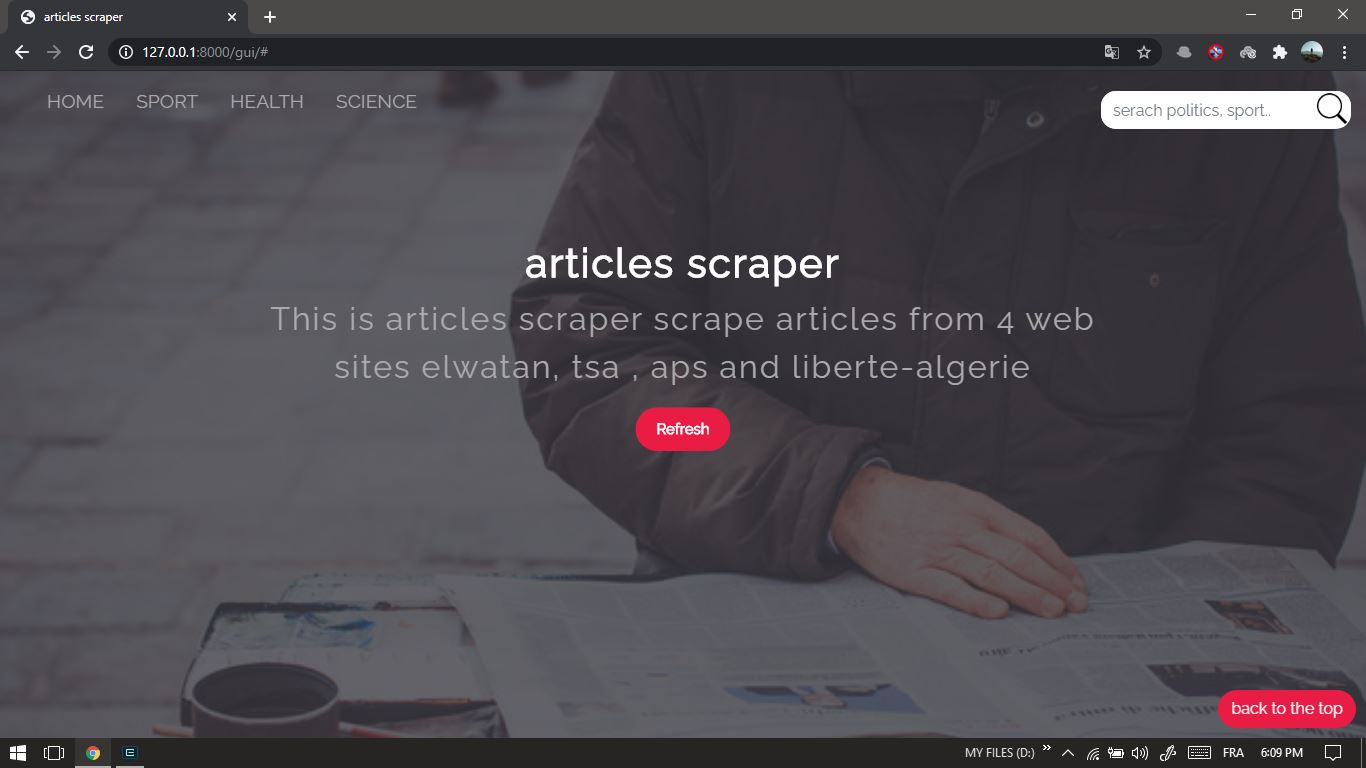 articles scraper
127.0.0.1:8000/gui/#
HOME SPORT HEALTH SCIENCE
serach politics, sport..
articles scraper
This is articles scraper scrape articles from 4 web
sites elwatan, tsa , aps and liberte-algerie
Refresh
back to the top
MY FILES (D:) FRA 6:09 PM